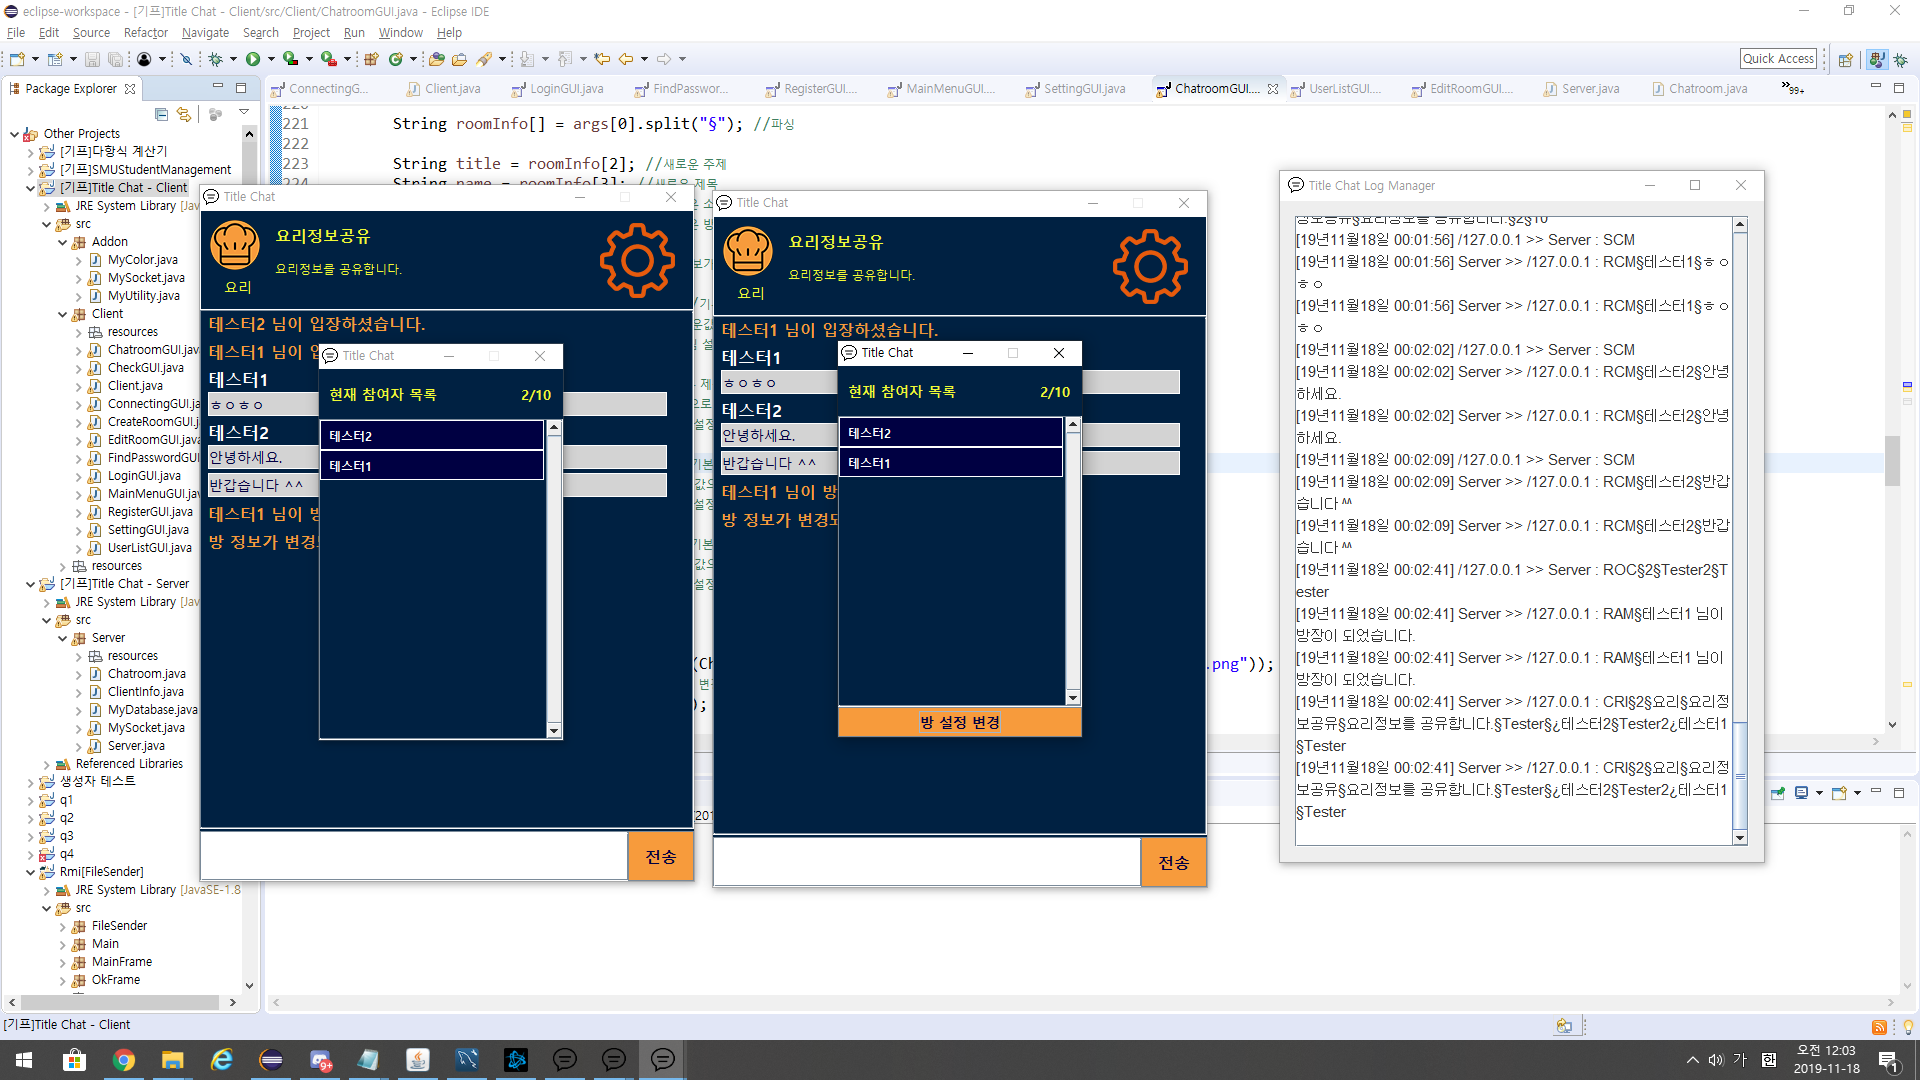 eclipse-workspace - [기프]Title Chat - Client/src/Client/ChatroomGUI.java - Eclipse IDE
File Edit Source Refactor Navigate Search Project Run Window Help
Quick Access
Package Explorer
ConnectingG...
Client.java
LoginGUI.java
FindPasswor...
RegisterGUI....
MainMenuGUI....
SettingGUI.java
ChatroomGUI....
UserListGUI....
EditRoomGUI....
Server.java
Chatroom.java
99+
Other Projects
[기프]다항식 계산기
[기프]SMUStudentManagement
[기프]Title Chat - Client
JRE System Library [Jav
src
Addon
MyColor.java
MySocket.java
MyUtility.java
Client
resources
ChatroomGUI.java
CheckGUI.java
Client.java
ConnectingGUI.ja
CreateRoomGUI.
EditRoomGUI.jav
FindPasswordGUI
LoginGUI.java
MainMenuGUI.jav
RegisterGUI.java
SettingGUI.java
UserListGUI.java
resources
[기프]Title Chat - Server
JRE System Library [Jav
src
Server
resources
Chatroom.java
ClientInfo.java
MyDatabase.java
MySocket.java
Server.java
Referenced Libraries
생성자 테스트
q1
q2
q3
q4
Rmi[FileSender]
JRE System Library [JavaSE-1.8
src
FileSender
Main
MainFrame
OkFrame
221 String roomInfo[] = args[0].split("§"); //파싱
222
223 String title = roomInfo[2]; //새로운 주제
224 String name = roomInfo[3]; //새로운 제목
.png"));
);
Title Chat
요리정보공유
요리정보를 공유합니다.
요리
테스터2 님이 입장하셨습니다.
테스터1 님이 입
테스터1
ㅎㅇㅎㅇ
테스터2
안녕하세요.
반갑습니다 ^^
테스터1 님이 방
방 정보가 변경되
전송
Title Chat
현재 참여자 목록 2/10
테스터2
테스터1
Title Chat
요리정보공유
요리정보를 공유합니다.
요리
테스터1 님이 입장하셨습니다.
테스터1
ㅎㅇㅎㅇ
테스터2
안녕하세요.
반갑습니다 ^^
테스터1 님이 방
방 정보가 변경되
전송
Title Chat
현재 참여자 목록 2/10
테스터2
테스터1
방 설정 변경
Title Chat Log Manager
정보공유§요리정보를 공유합니다.§2§10
[19년11월18일 00:01:56] /127.0.0.1 >> Server : SCM
[19년11월18일 00:01:56] Server >> /127.0.0.1 : RCM§테스터1§ㅎㅇ
ㅎㅇ
[19년11월18일 00:01:56] Server >> /127.0.0.1 : RCM§테스터1§ㅎㅇ
ㅎㅇ
[19년11월18일 00:02:02] /127.0.0.1 >> Server : SCM
[19년11월18일 00:02:02] Server >> /127.0.0.1 : RCM§테스터2§안녕
하세요.
[19년11월18일 00:02:02] Server >> /127.0.0.1 : RCM§테스터2§안녕
하세요.
[19년11월18일 00:02:09] /127.0.0.1 >> Server : SCM
[19년11월18일 00:02:09] Server >> /127.0.0.1 : RCM§테스터2§반갑
습니다 ^^
[19년11월18일 00:02:09] Server >> /127.0.0.1 : RCM§테스터2§반갑
습니다 ^^
[19년11월18일 00:02:41] /127.0.0.1 >> Server : ROC§2§Tester2§T
ester
[19년11월18일 00:02:41] Server >> /127.0.0.1 : RAM§테스터1 님이
방장이 되었습니다.
[19년11월18일 00:02:41] Server >> /127.0.0.1 : RAM§테스터1 님이
방장이 되었습니다.
[19년11월18일 00:02:41] Server >> /127.0.0.1 : CRI§2§요리§요리정
보공유§요리정보를 공유합니다.§Tester§¿테스터2§Tester2¿테스터1
§Tester
[19년11월18일 00:02:41] Server >> /127.0.0.1 : CRI§2§요리§요리정
보공유§요리정보를 공유합니다.§Tester§¿테스터2§Tester2¿테스터1
§Tester
[기프]Title Chat - Client
9+
가
오전 12:03
2019-11-18
1